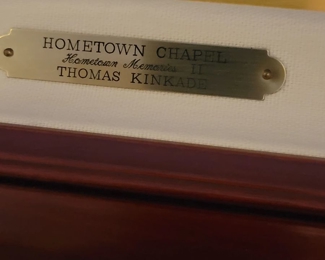 HOMETOWN CHAPEL
Hometown Memories II
THOMAS KINKADE